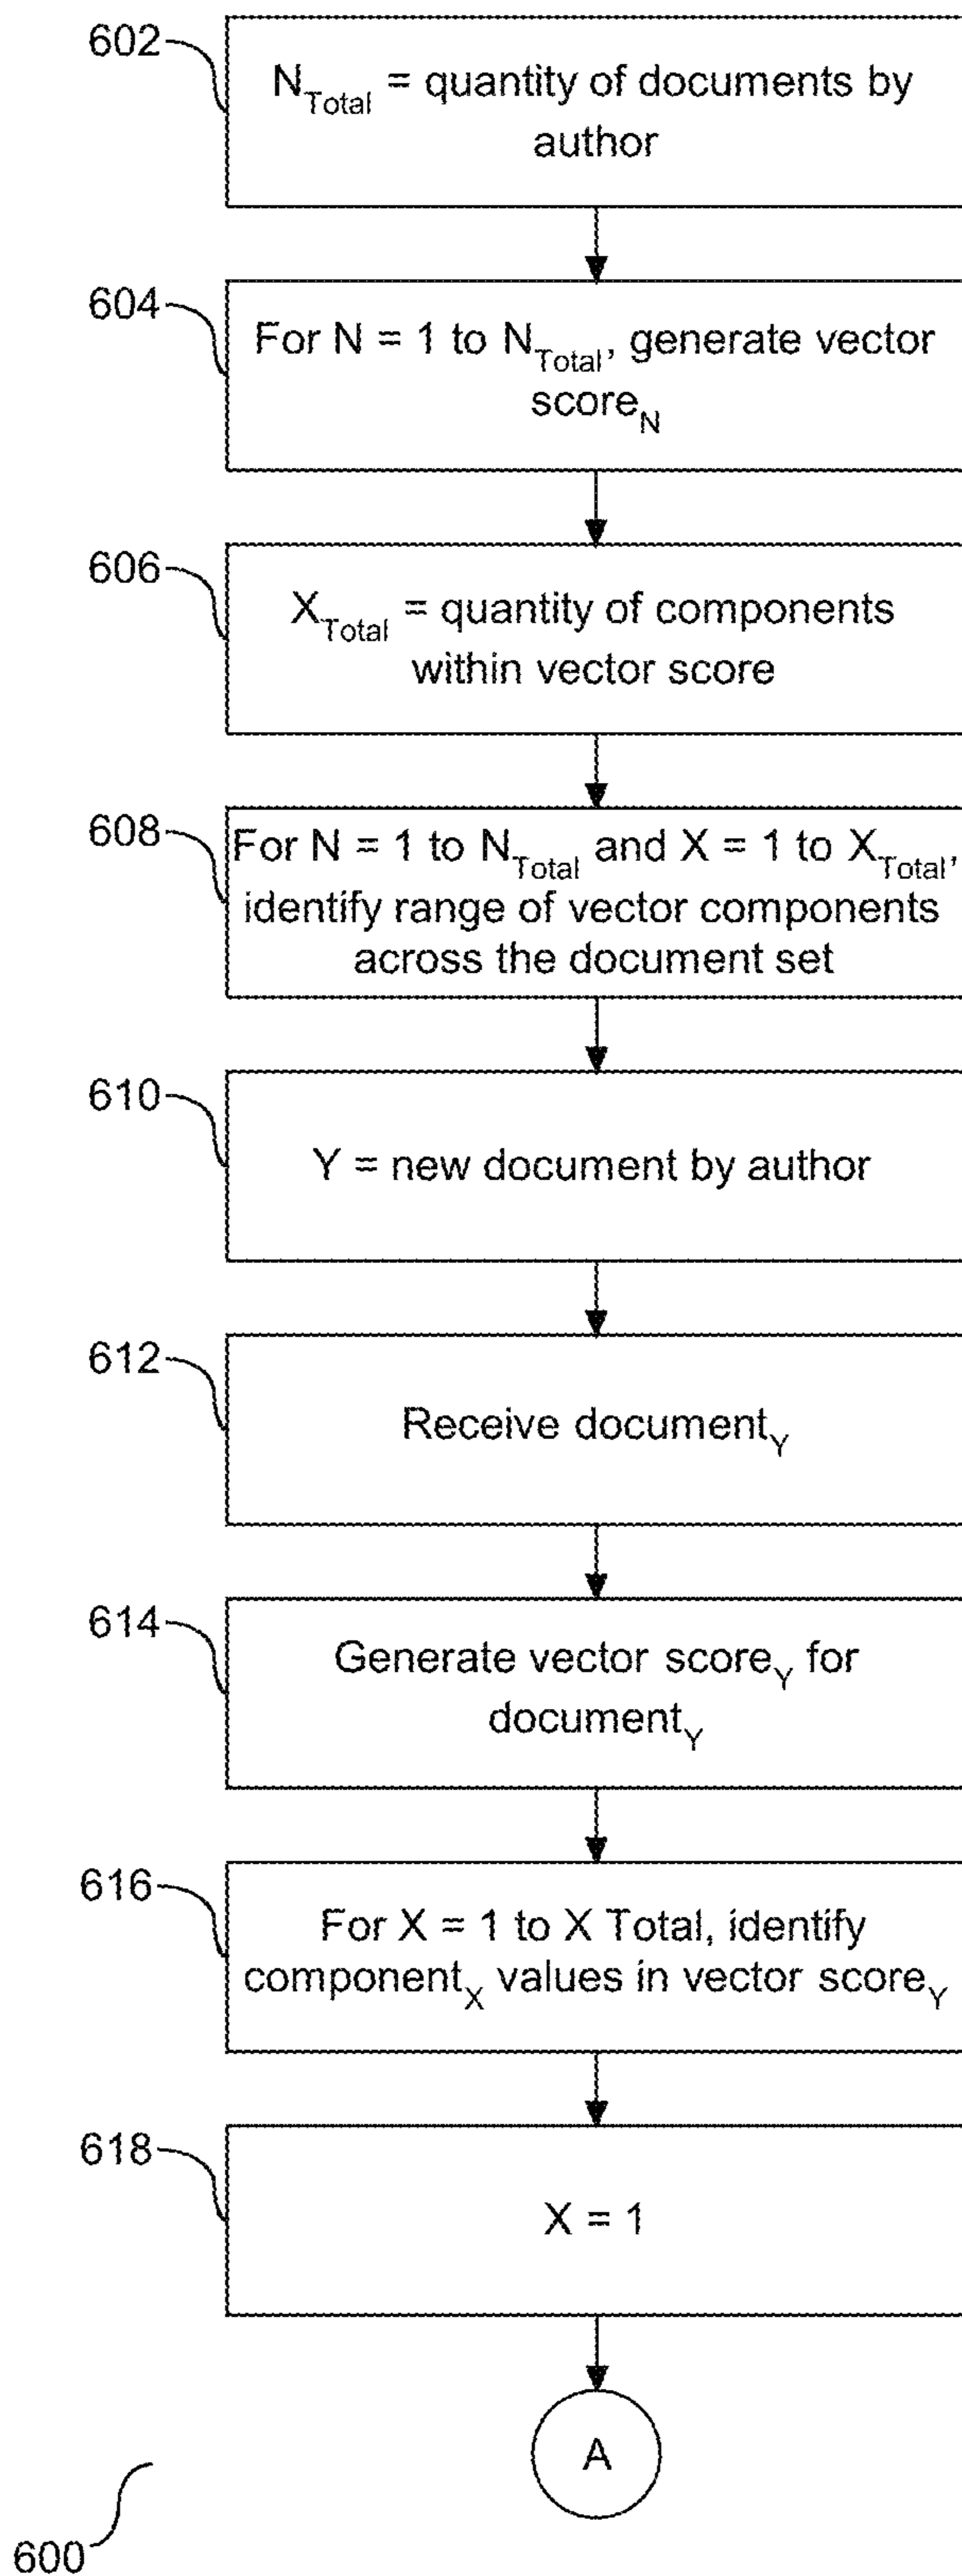 602
N_Total = quantity of documents by
author
604
For N = 1 to N_Total, generate vector
score_N
606
X_Total = quantity of components
within vector score
608
For N = 1 to N_Total and X = 1 to X_Total,
identify range of vector components
across the document set
610
Y = new document by author
612
Receive document_Y
614
Generate vector score_Y for
document_Y
616
For X = 1 to X Total, identify
component_X values in vector score_Y
618
X = 1
A
600